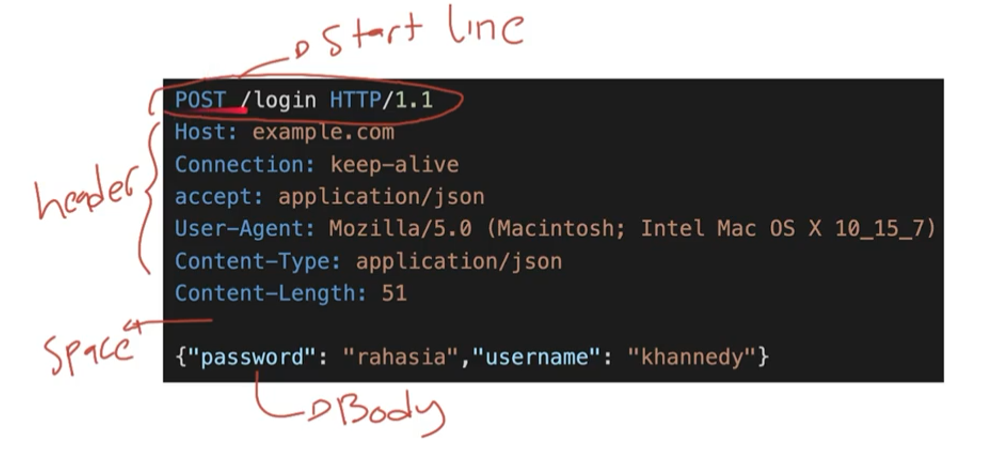 Start line
POST /login HTTP/1.1
header
Host: example.com
Connection: keep-alive
accept: application/json
User-Agent: Mozilla/5.0 (Macintosh; Intel Mac OS X 10_15_7)
Content-Type: application/json
Content-Length: 51
Space
{"password": "rahasia","username": "khannedy"}
Body